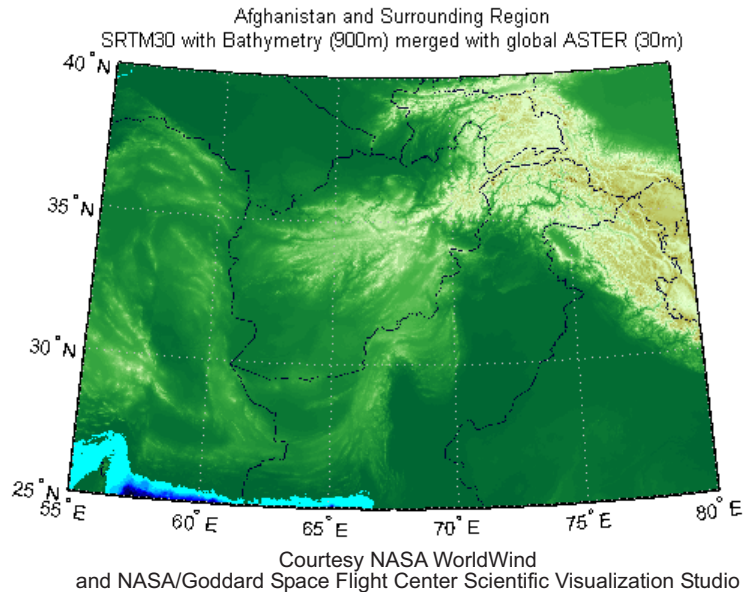 Afghanistan and Surrounding Region
SRTM30 with Bathymetry (900m) merged with global ASTER (30m)
40° N
35° N
30° N
25° N
55° E
60° E
65° E
70° E
75° E
80° E
Courtesy NASA WorldWind
and NASA/Goddard Space Flight Center Scientific Visualization Studio